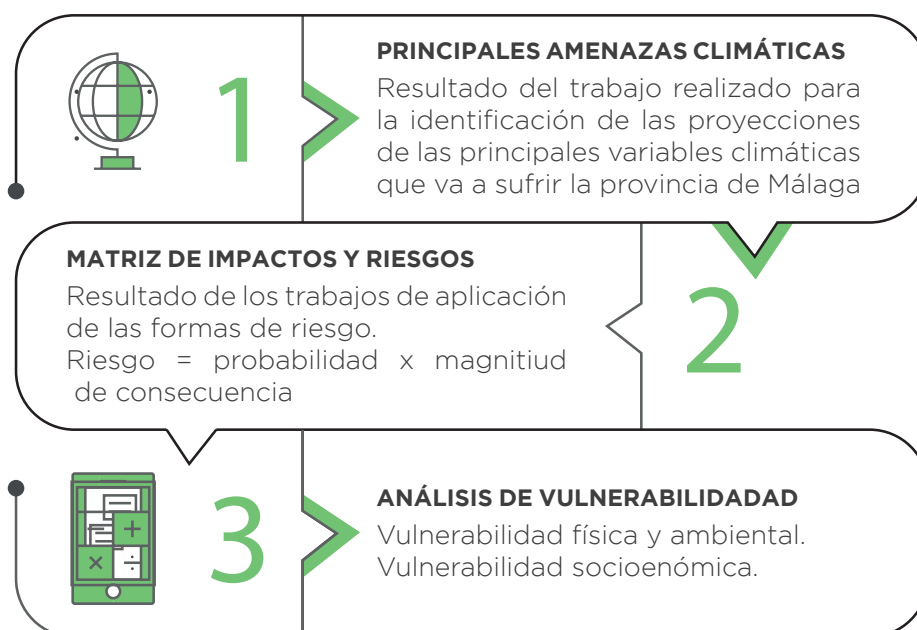 1
PRINCIPALES AMENAZAS CLIMÁTICAS
Resultado del trabajo realizado para
la identificación de las proyecciones
de las principales variables climáticas
que va a sufrir la provincia de Málaga
MATRIZ DE IMPACTOS Y RIESGOS
Resultado de los trabajos de aplicación
de las formas de riesgo.
Riesgo = probabilidad x magnitiud
de consecuencia
2
3
ANÁLISIS DE VULNERABILIDADAD
Vulnerabilidad física y ambiental.
Vulnerabilidad socioenómica.